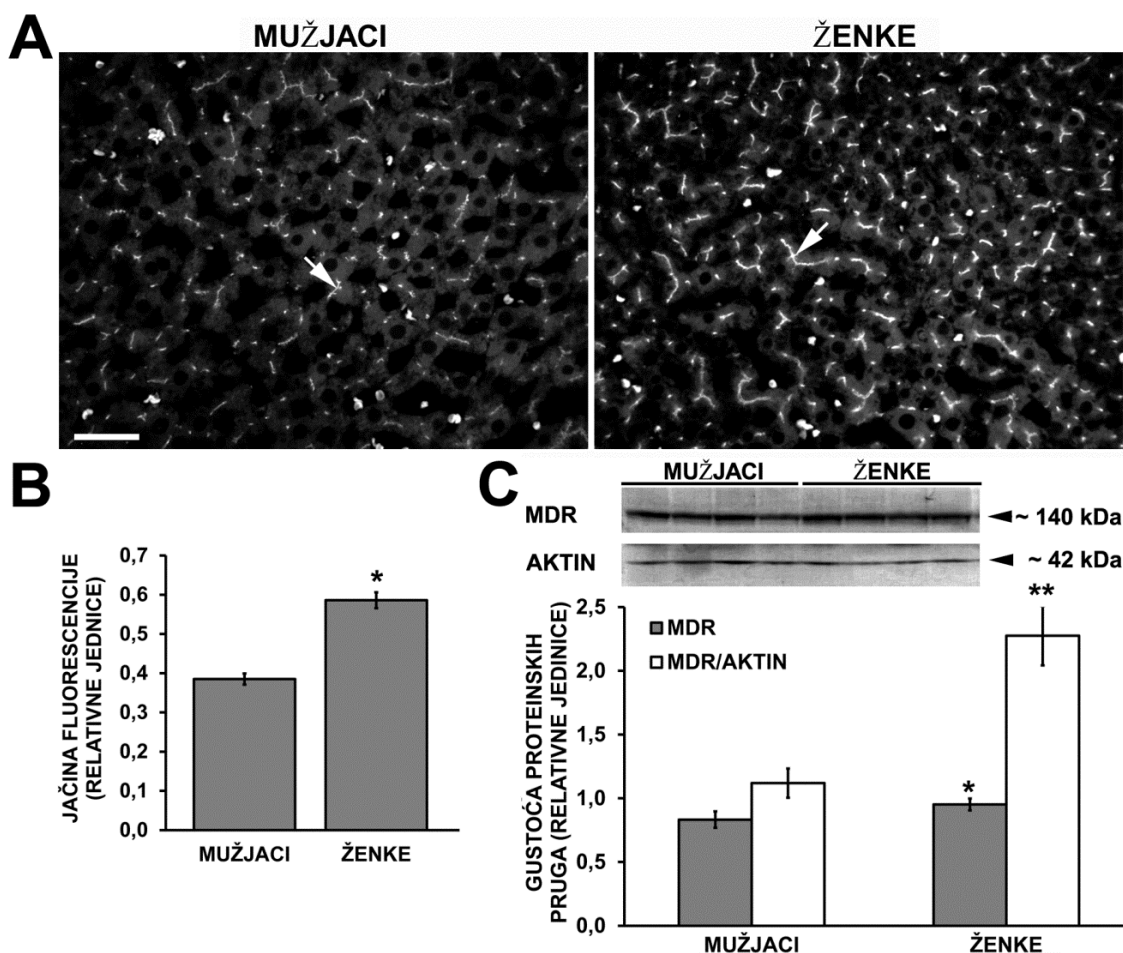 A
MUŽJACI
ŽENKE
B
JAČINA FLUORESCENCIJE
(RELATIVNE JEDNICE)
0,7
0,6
0,5
0,4
0,3
0,2
0,1
0,0
*
MUŽJACI
ŽENKE
C
MUŽJACI
ŽENKE
MDR
~ 140 kDa
AKTIN
~ 42 kDa
GUSTOĆA PROTEINSKIH
PRUGA (RELATIVNE JEDINICE)
2,5
2,0
1,5
1,0
0,5
0,0
MDR
MDR/AKTIN
*
**
MUŽJACI
ŽENKE